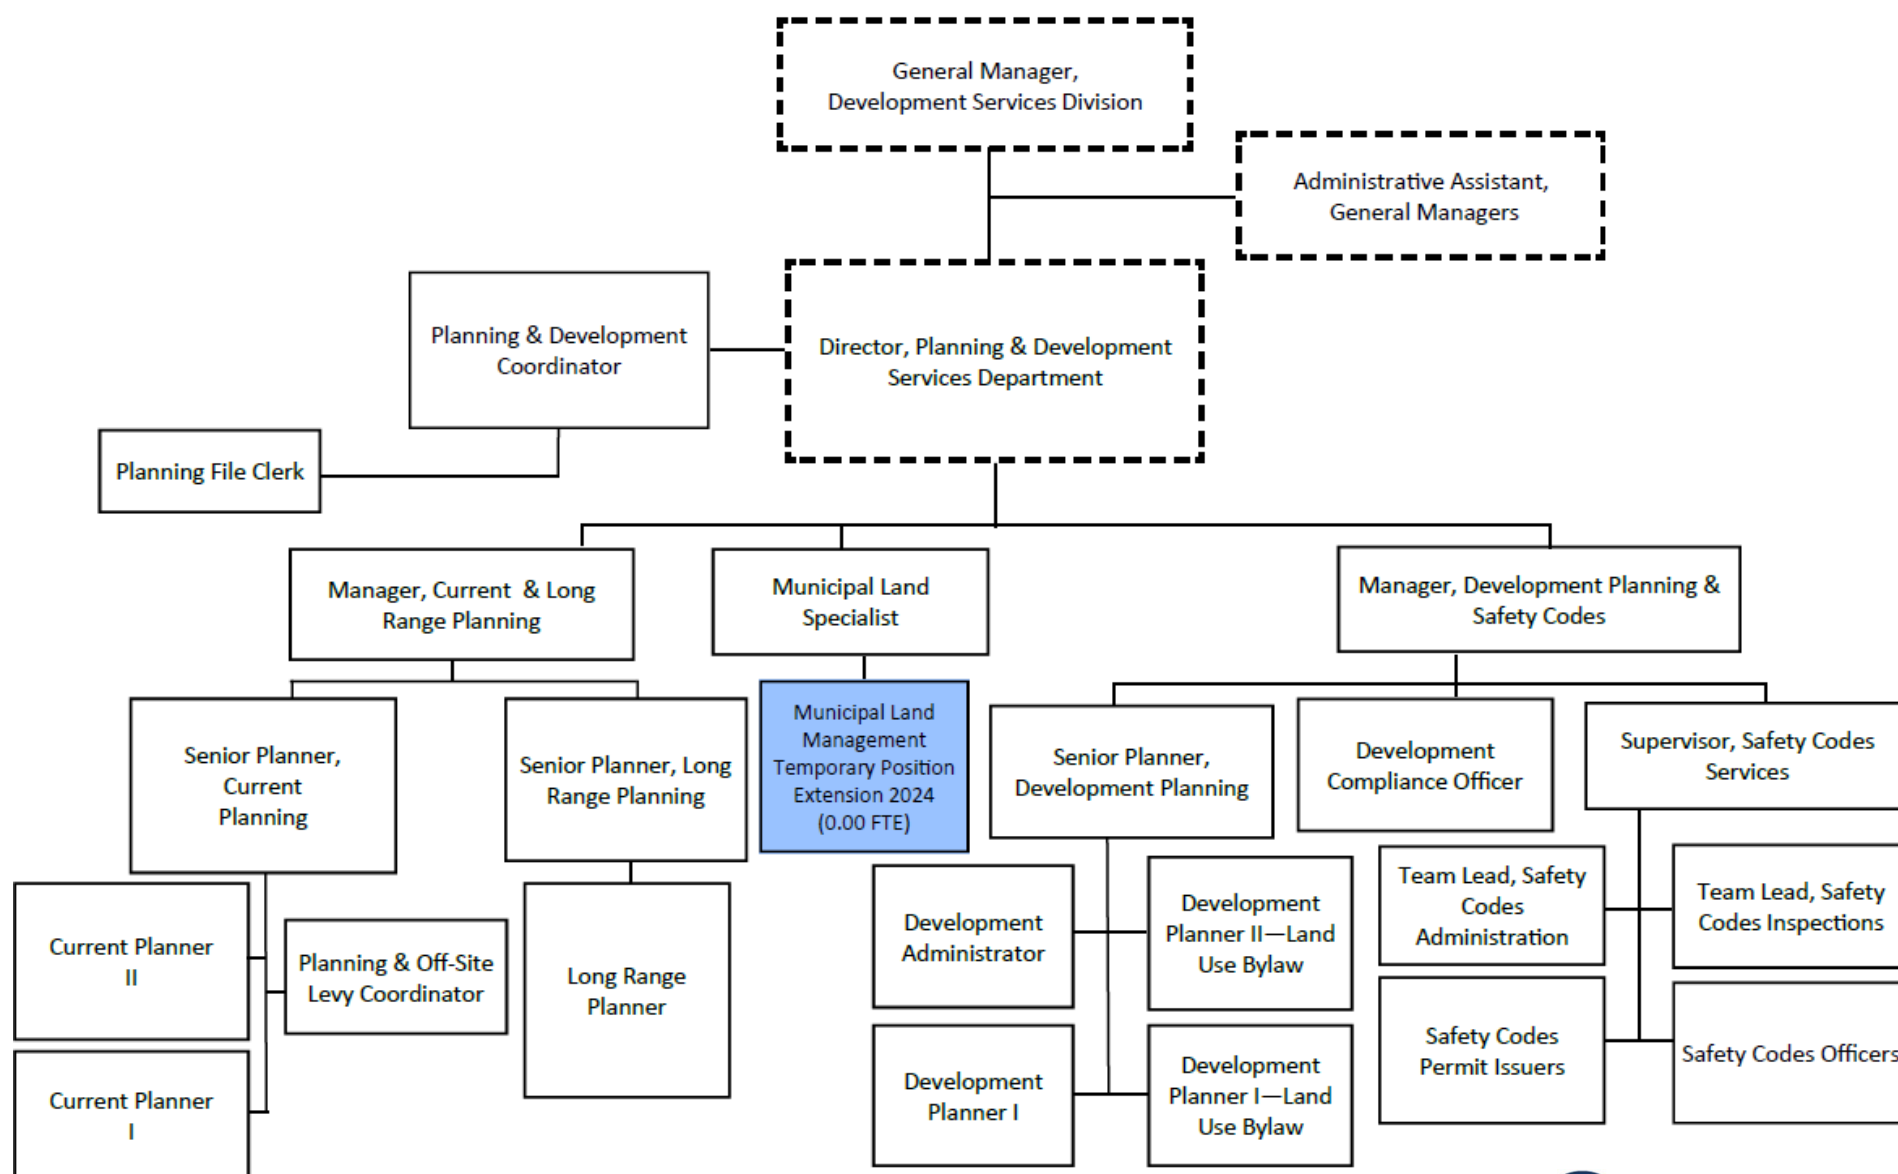 General Manager,
Development Services Division
Administrative Assistant,
General Managers
Planning & Development
Coordinator
Director, Planning & Development
Services Department
Planning File Clerk
Manager, Current & Long
Range Planning
Municipal Land
Specialist
Manager, Development Planning &
Safety Codes
Senior Planner,
Current
Planning
Senior Planner, Long
Range Planning
Municipal Land
Management
Temporary Position
Extension 2024
(0.00 FTE)
Senior Planner,
Development Planning
Development
Compliance Officer
Supervisor, Safety Codes
Services
Current Planner
II
Planning & Off-Site
Levy Coordinator
Long Range
Planner
Development
Administrator
Development
Planner II—Land
Use Bylaw
Team Lead, Safety
Codes
Administration
Team Lead, Safety
Codes Inspections
Current Planner
I
Development
Planner I
Development
Planner I—Land
Use Bylaw
Safety Codes
Permit Issuers
Safety Codes Officers